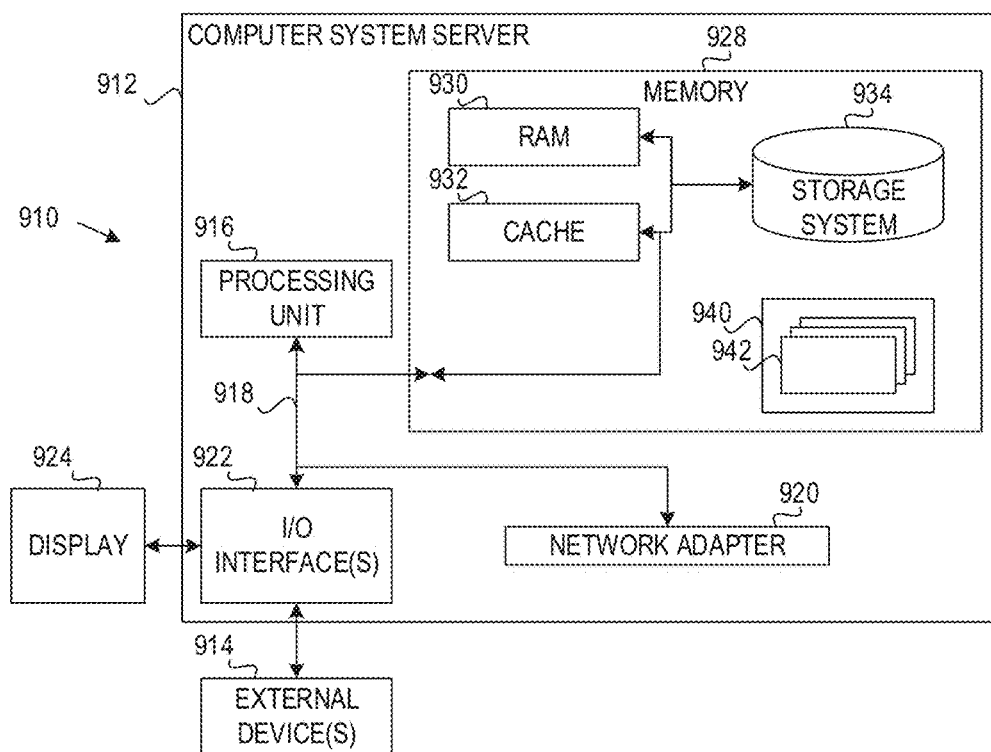 COMPUTER SYSTEM SERVER
928
912
MEMORY
930
RAM
934
932
STORAGE
SYSTEM
CACHE
910
916
PROCESSING
UNIT
940
942
918
924
922
920
DISPLAY
I/O
INTERFACE(S)
NETWORK ADAPTER
914
EXTERNAL
DEVICE(S)